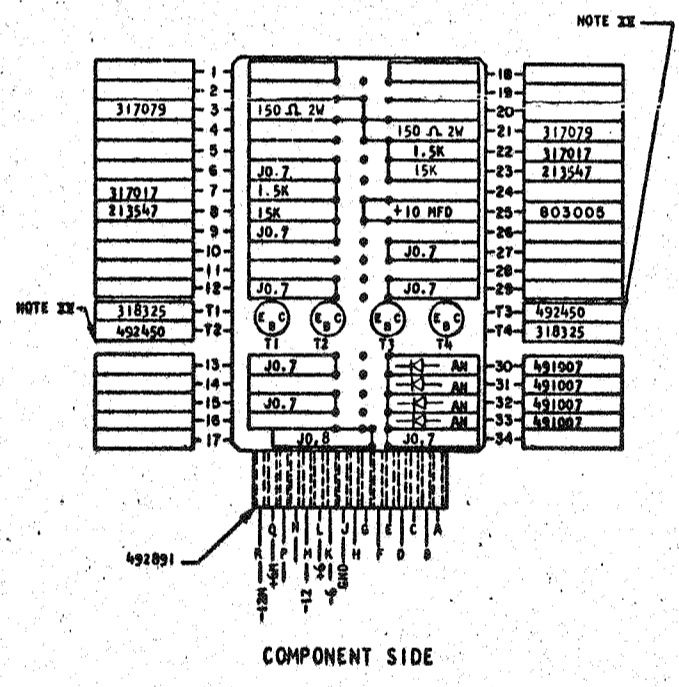 NOTE XX
1 18
2 19
317079 3 150 Ω 2W 20
4 150 Ω 2W 21 317079
5 1.5K 22 317017
6 J0.7 15K 23 213547
317017 7 1.5K 24
213547 8 15K +10 MFD 25 803005
9 J0.7 26
10 J0.7 27
11 28
12 J0.7 J0.7 29
NOTE XX 318325 T1 E B C E B C E B C E B C T3 492450
492450 T2 T1 T2 T3 T4 T4 318325
13 J0.7 AN 30 491007
14 AN 31 491007
15 J0.7 AN 32 491007
16 AN 33 491007
17 J0.8 J0.7 34
Q N L J G E C A
492891 R P M K H F D B
-12M +6M -12 +6 -6 GND
COMPONENT SIDE